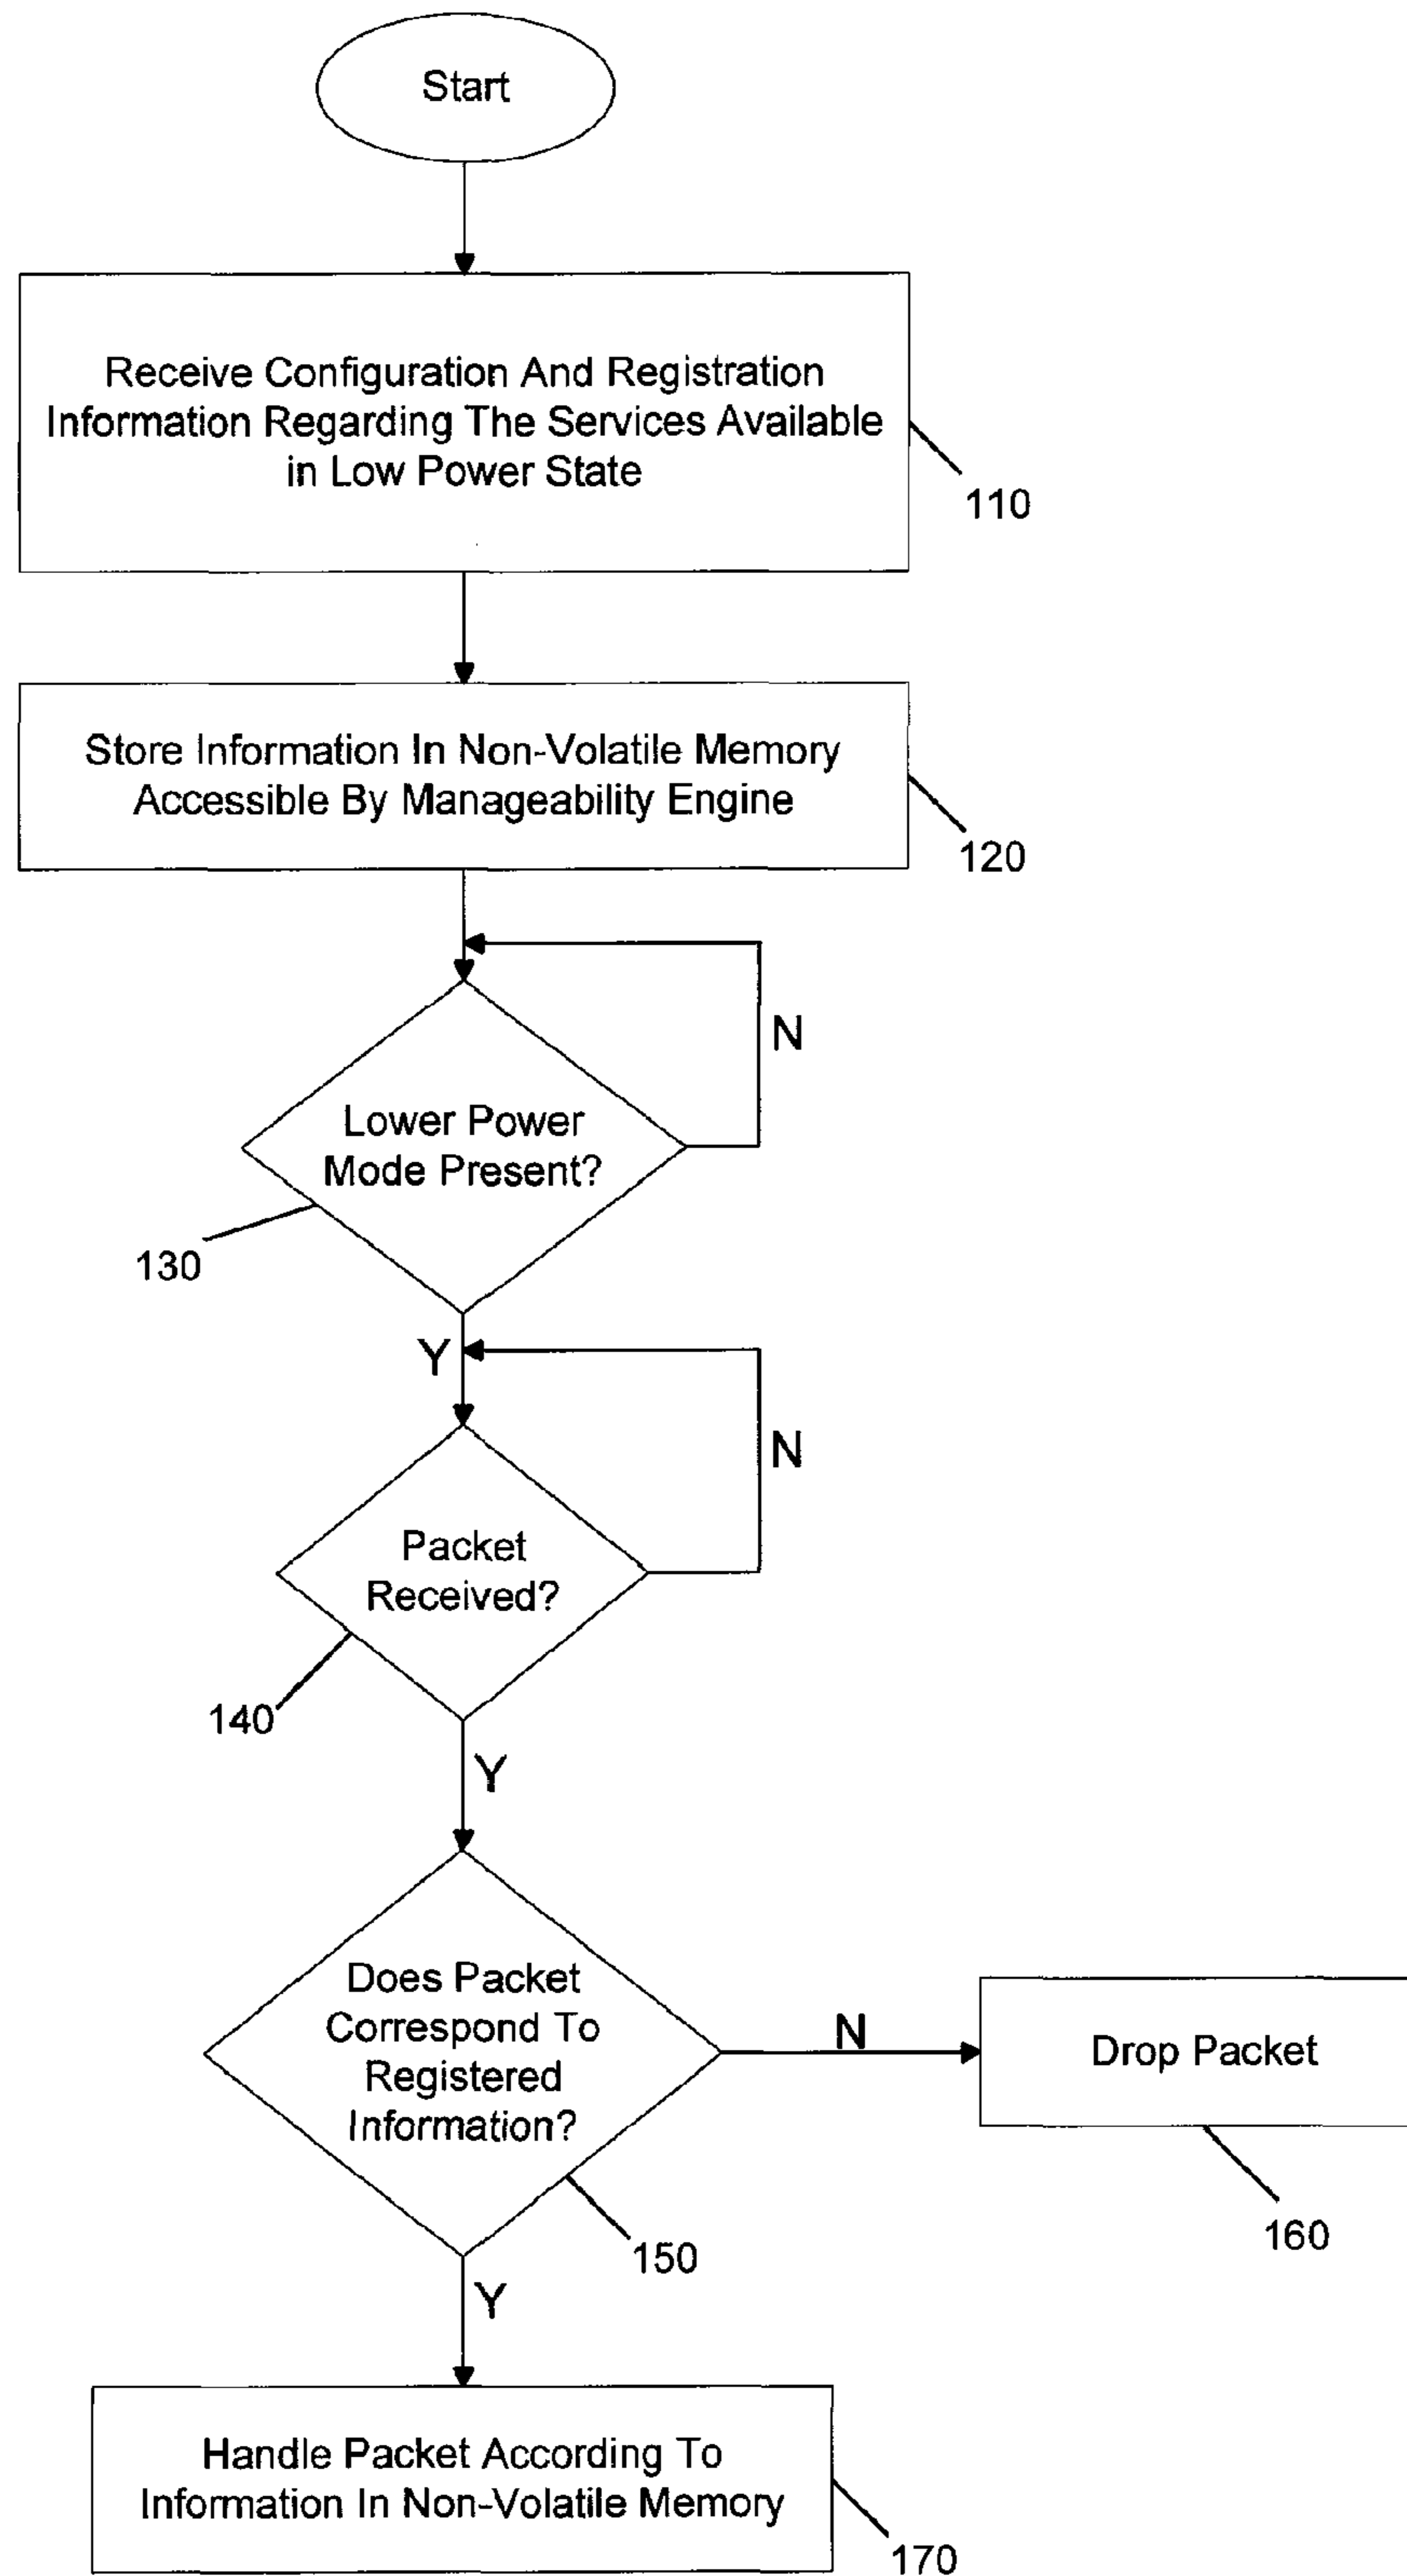 Start
Receive Configuration And Registration
Information Regarding The Services Available
in Low Power State
110
Store Information In Non-Volatile Memory
Accessible By Manageability Engine
120
N
Lower Power
Mode Present?
130
Y
N
Packet
Received?
140
Y
Does Packet
Correspond To
Registered
Information?
N
Drop Packet
150
160
Y
Handle Packet According To
Information In Non-Volatile Memory
170